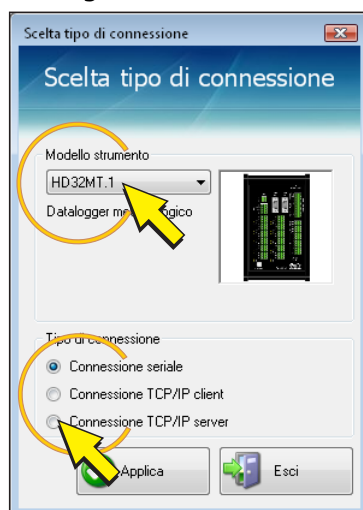 Scelta tipo di connessione
Scelta tipo di connessione
Modello strumento
HD32MT.1
Datalogger
Tipo di connessione
Connessione seriale
Connessione TCP/IP client
Connessione TCP/IP server
Applica
Esci